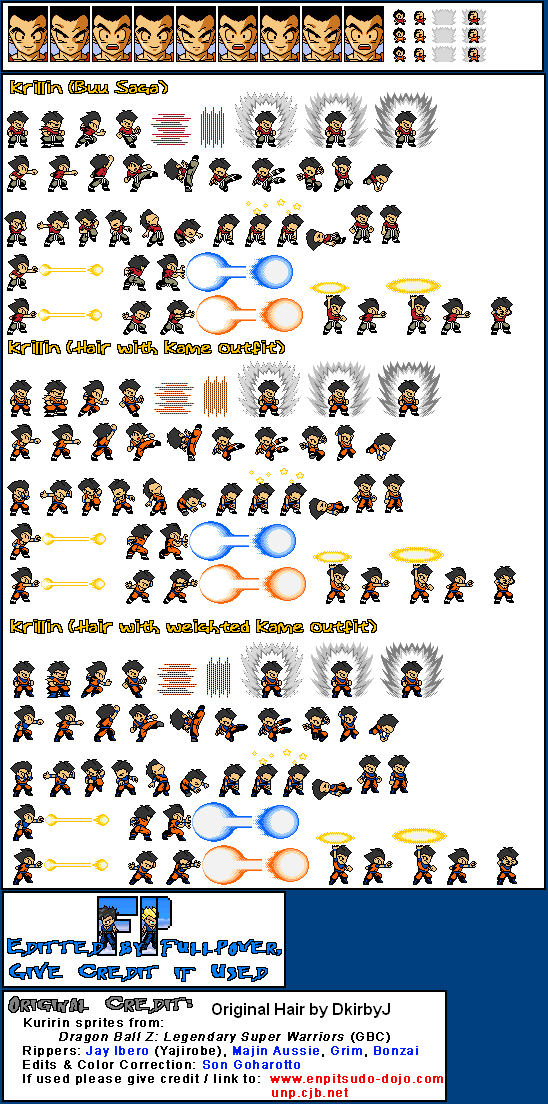 Krillin (Buu Saga)
Krillin (Hair with Kame Outfit)
Krillin (Hair with weighted Kame Outfit)
FP
Editted by FullPower,
Give Credit if Used
Original Credit:
Original Hair by DkirbyJ
Kuririn sprites from:
Dragon Ball Z: Legendary Super Warriors (GBC)
Rippers: Jay Ibero (Yajirobe), Majin Aussie, Grim, Bonzai
Edits & Color Correction: Son Goharotto
If used please give credit / link to: www.enpitsudo-dojo.com
unp.cjb.net